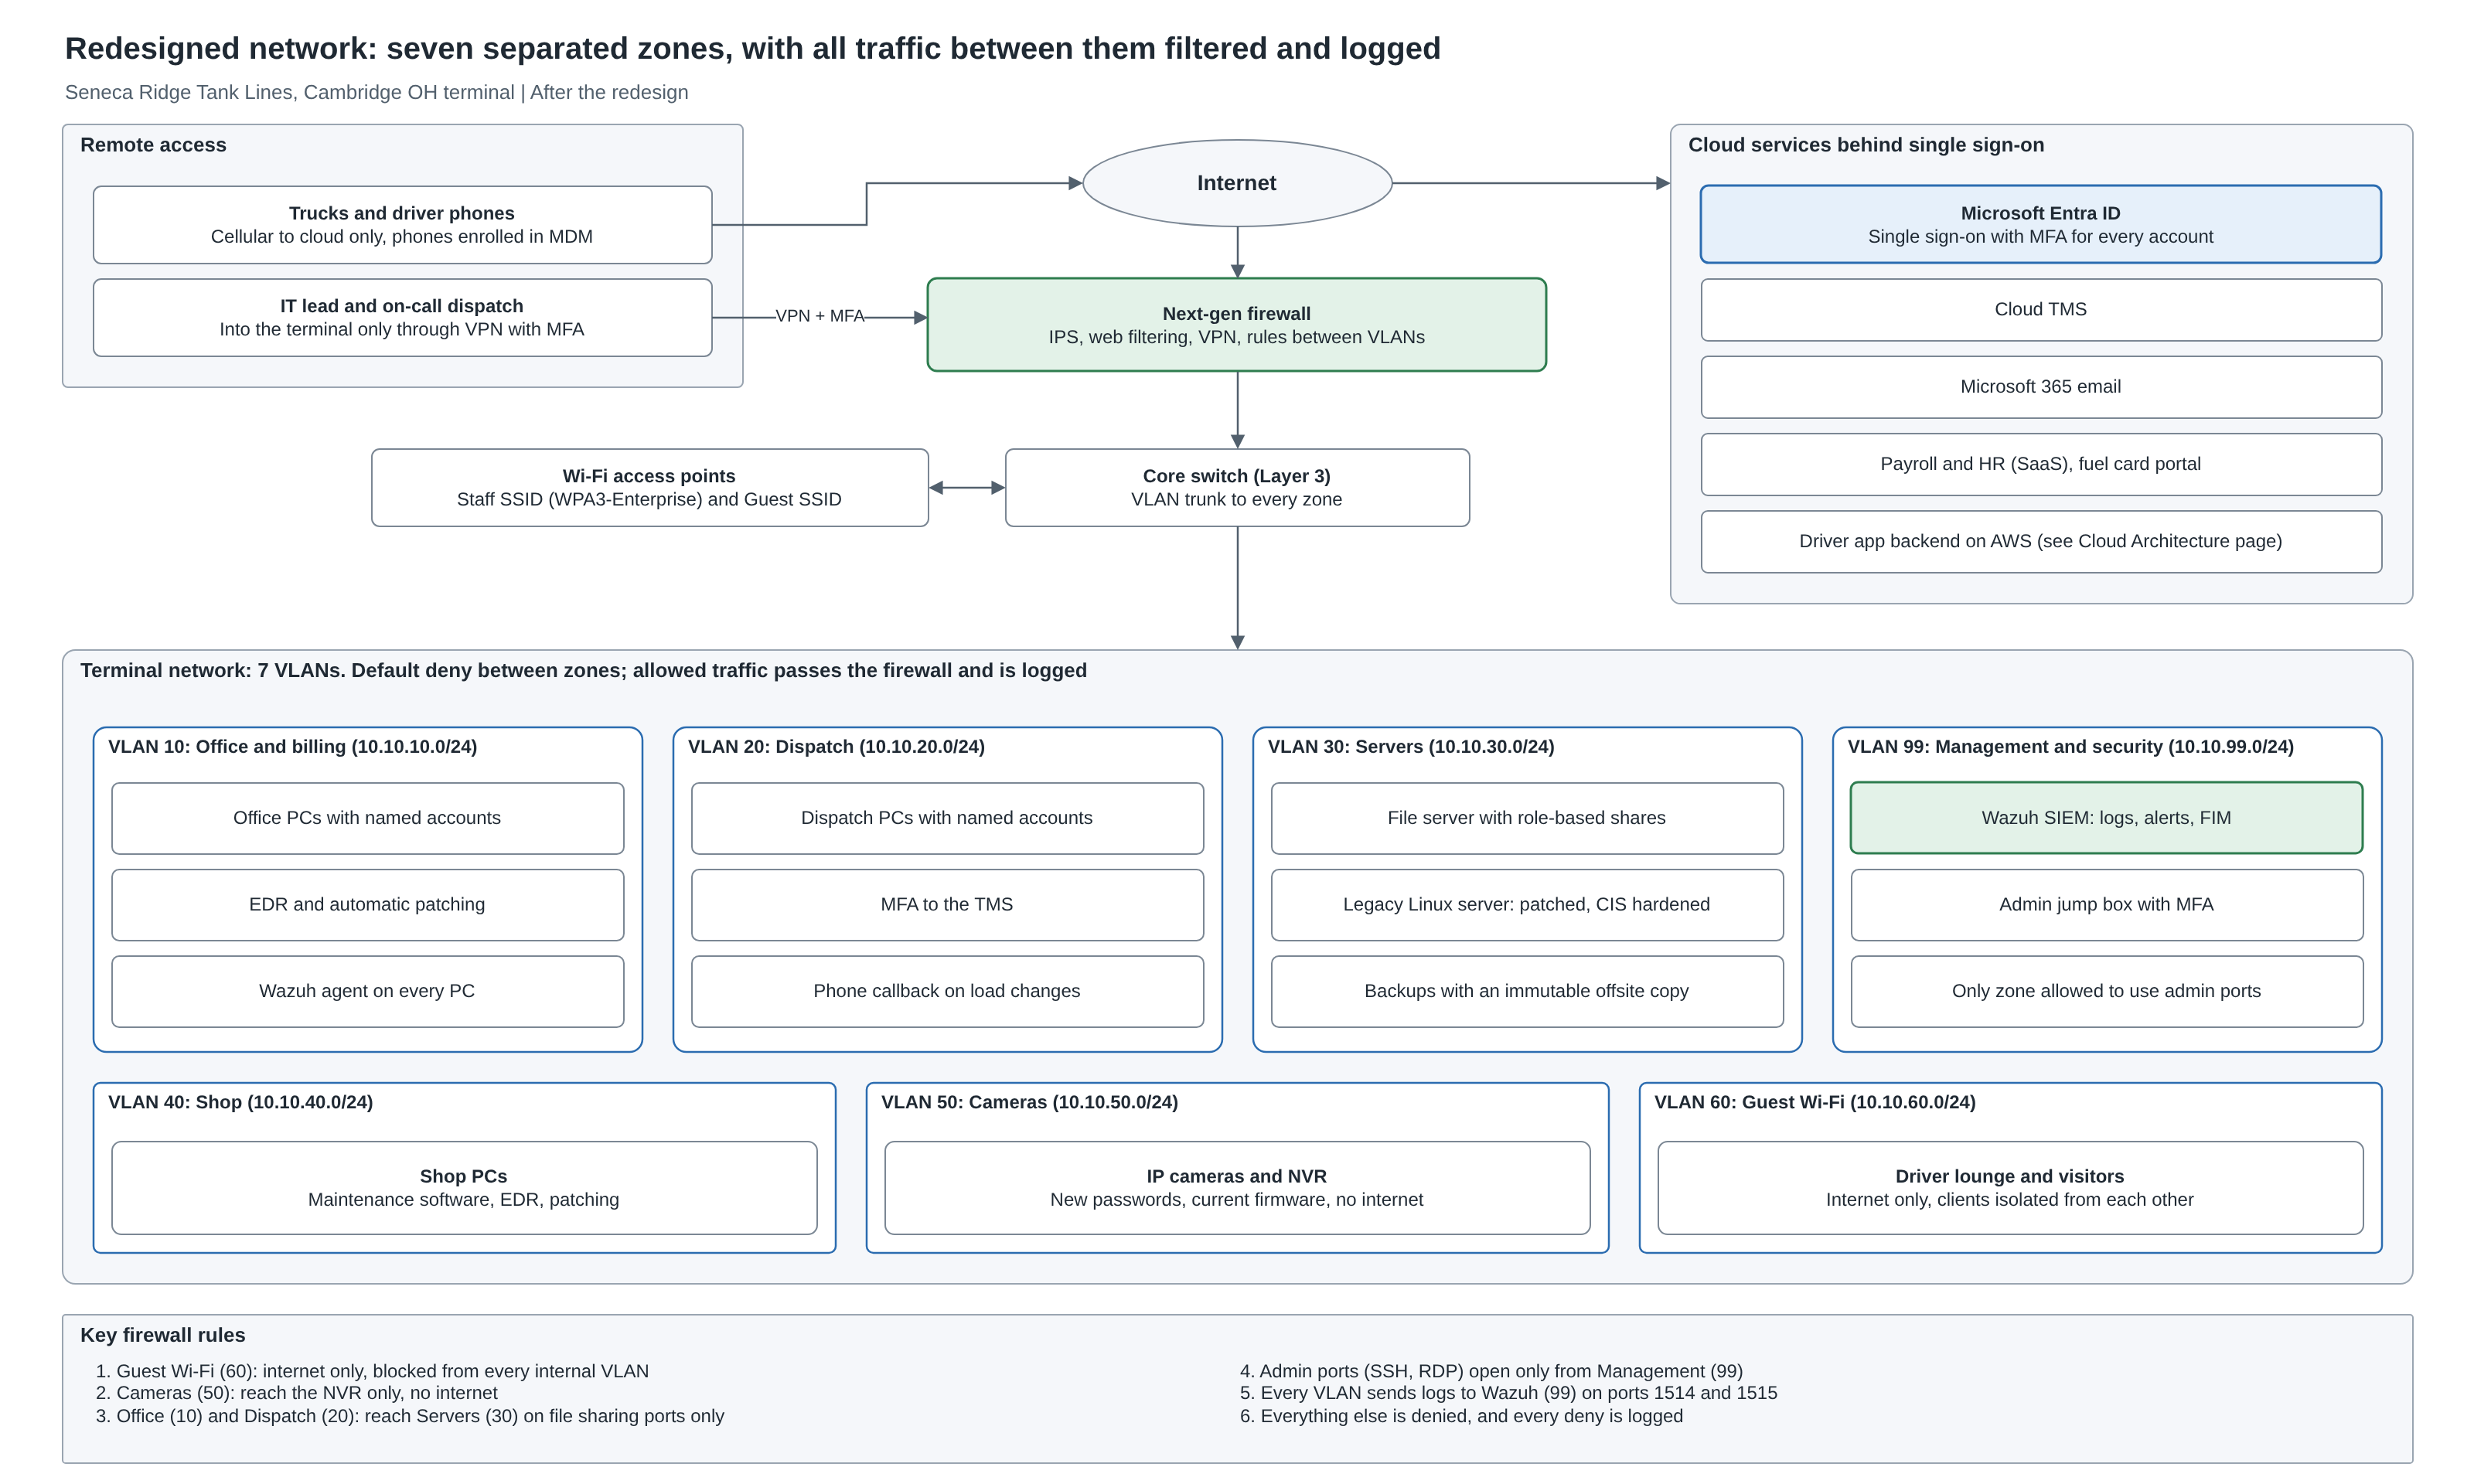 Redesigned network: seven separated zones, with all traffic between them filtered and logged
Seneca Ridge Tank Lines, Cambridge OH terminal | After the redesign
Remote access
Trucks and driver phones
Cellular to cloud only, phones enrolled in MDM
IT lead and on-call dispatch
Into the terminal only through VPN with MFA
VPN + MFA
Internet
Next-gen firewall
IPS, web filtering, VPN, rules between VLANs
Wi-Fi access points
Staff SSID (WPA3-Enterprise) and Guest SSID
Core switch (Layer 3)
VLAN trunk to every zone
Cloud services behind single sign-on
Microsoft Entra ID
Single sign-on with MFA for every account
Cloud TMS
Microsoft 365 email
Payroll and HR (SaaS), fuel card portal
Driver app backend on AWS (see Cloud Architecture page)
Terminal network: 7 VLANs. Default deny between zones; allowed traffic passes the firewall and is logged
VLAN 10: Office and billing (10.10.10.0/24)
Office PCs with named accounts
EDR and automatic patching
Wazuh agent on every PC
VLAN 20: Dispatch (10.10.20.0/24)
Dispatch PCs with named accounts
MFA to the TMS
Phone callback on load changes
VLAN 30: Servers (10.10.30.0/24)
File server with role-based shares
Legacy Linux server: patched, CIS hardened
Backups with an immutable offsite copy
VLAN 99: Management and security (10.10.99.0/24)
Wazuh SIEM: logs, alerts, FIM
Admin jump box with MFA
Only zone allowed to use admin ports
VLAN 40: Shop (10.10.40.0/24)
Shop PCs
Maintenance software, EDR, patching
VLAN 50: Cameras (10.10.50.0/24)
IP cameras and NVR
New passwords, current firmware, no internet
VLAN 60: Guest Wi-Fi (10.10.60.0/24)
Driver lounge and visitors
Internet only, clients isolated from each other
Key firewall rules
1. Guest Wi-Fi (60): internet only, blocked from every internal VLAN
2. Cameras (50): reach the NVR only, no internet
3. Office (10) and Dispatch (20): reach Servers (30) on file sharing ports only
4. Admin ports (SSH, RDP) open only from Management (99)
5. Every VLAN sends logs to Wazuh (99) on ports 1514 and 1515
6. Everything else is denied, and every deny is logged